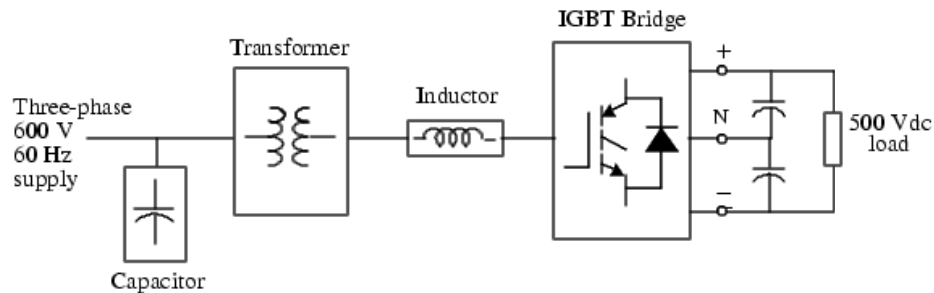 IGBT Bridge
Transformer
Inductor
Three-phase
600 V
60 Hz
supply
+
N
−
500 Vdc
load
Capacitor